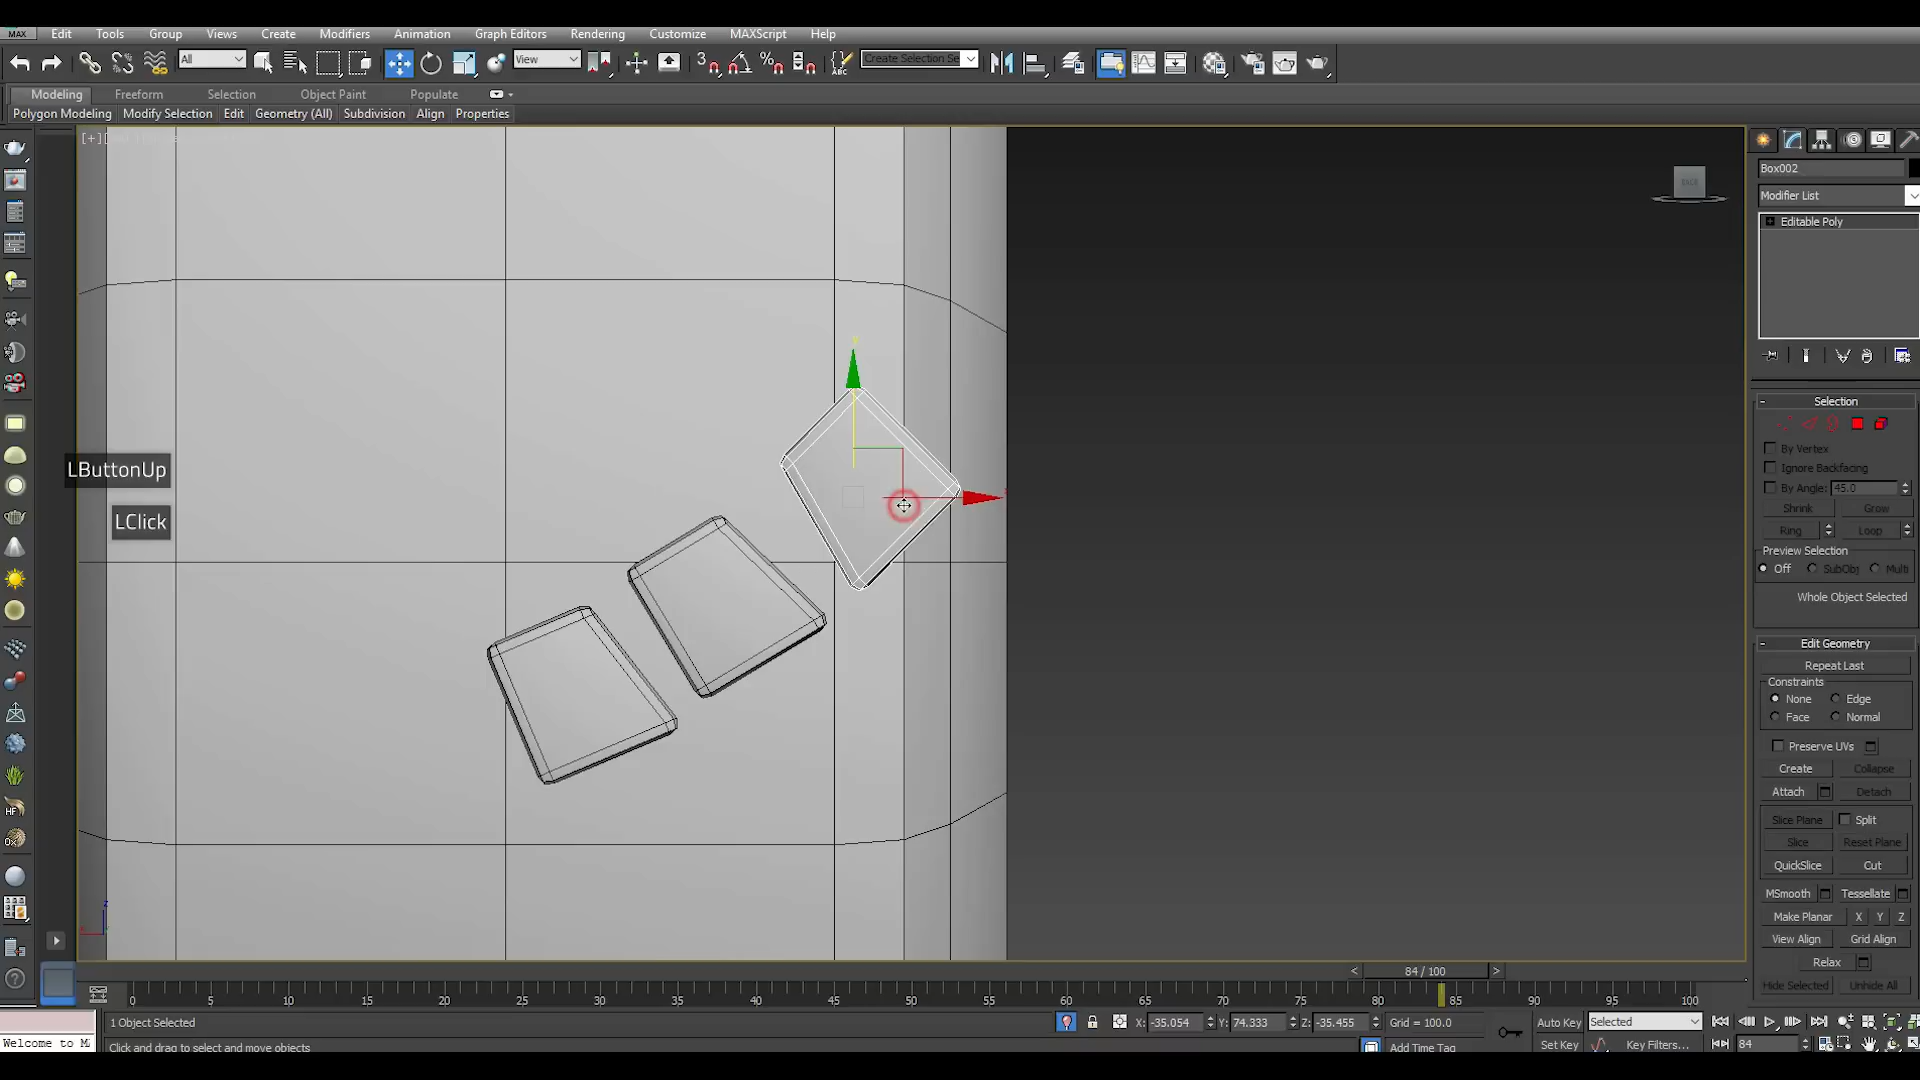 MAX Edit Tools Group Views Create Modifiers Animation Graph Editors Rendering Customize MAXScript Help
All View Create Selection Se
Modeling Freeform Selection Object Paint Populate
Polygon Modeling Modify Selection Edit Geometry (All) Subdivision Align Properties
[+]
BACK
Box002
Modifier List
Editable Poly
LButtonUp
LClick
Selection
By Vertex
Ignore Backfacing
By Angle: 45.0
Shrink Grow
Ring Loop
Preview Selection
Off SubObj Multi
Whole Object Selected
Edit Geometry
Repeat Last
Constraints
None Edge
Face Normal
Preserve UVs
Create Collapse
Attach Detach
Slice Plane Split
Slice Reset Plane
QuickSlice Cut
MSmooth Tessellate
Make Planar X Y Z
View Align Grid Align
Relax
Hide Selected Unhide All
< 84 / 100 >
0 5 10 15 20 25 30 35 40 45 50 55 60 65 70 75 80 85 90 95 100
1 Object Selected X: -35.054 Y: 74.333 Z: -35.455 Grid = 100.0 Auto Key Selected
Welcome to Click and drag to select and move objects Add Time Tag Set Key Key Filters... 84